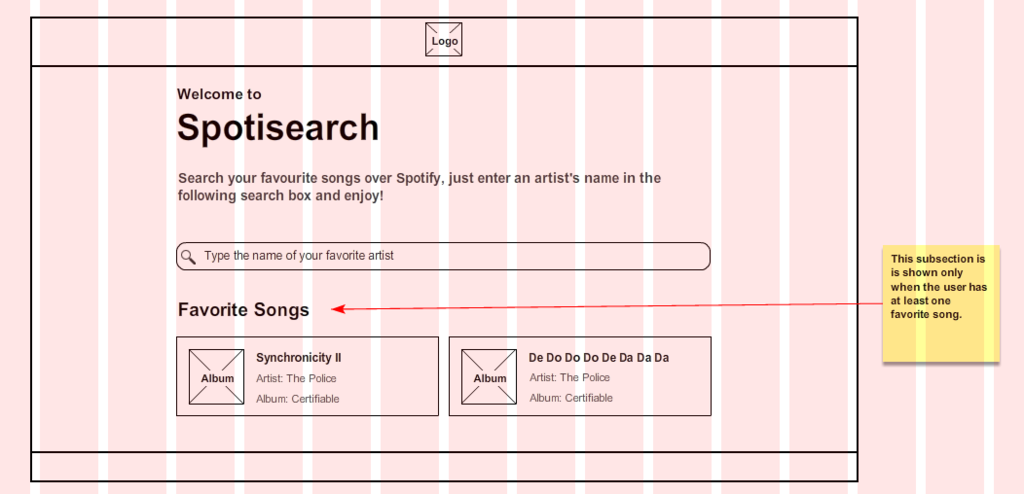 Logo
Welcome to
Spotisearch
Search your favourite songs over Spotify, just enter an artist's name in the
following search box and enjoy!
Type the name of your favorite artist
Favorite Songs
Album
Synchronicity II
Artist: The Police
Album: Certifiable
Album
De Do Do Do De Da Da Da
Artist: The Police
Album: Certifiable
This subsection is
is shown only
when the user has
at least one
favorite song.